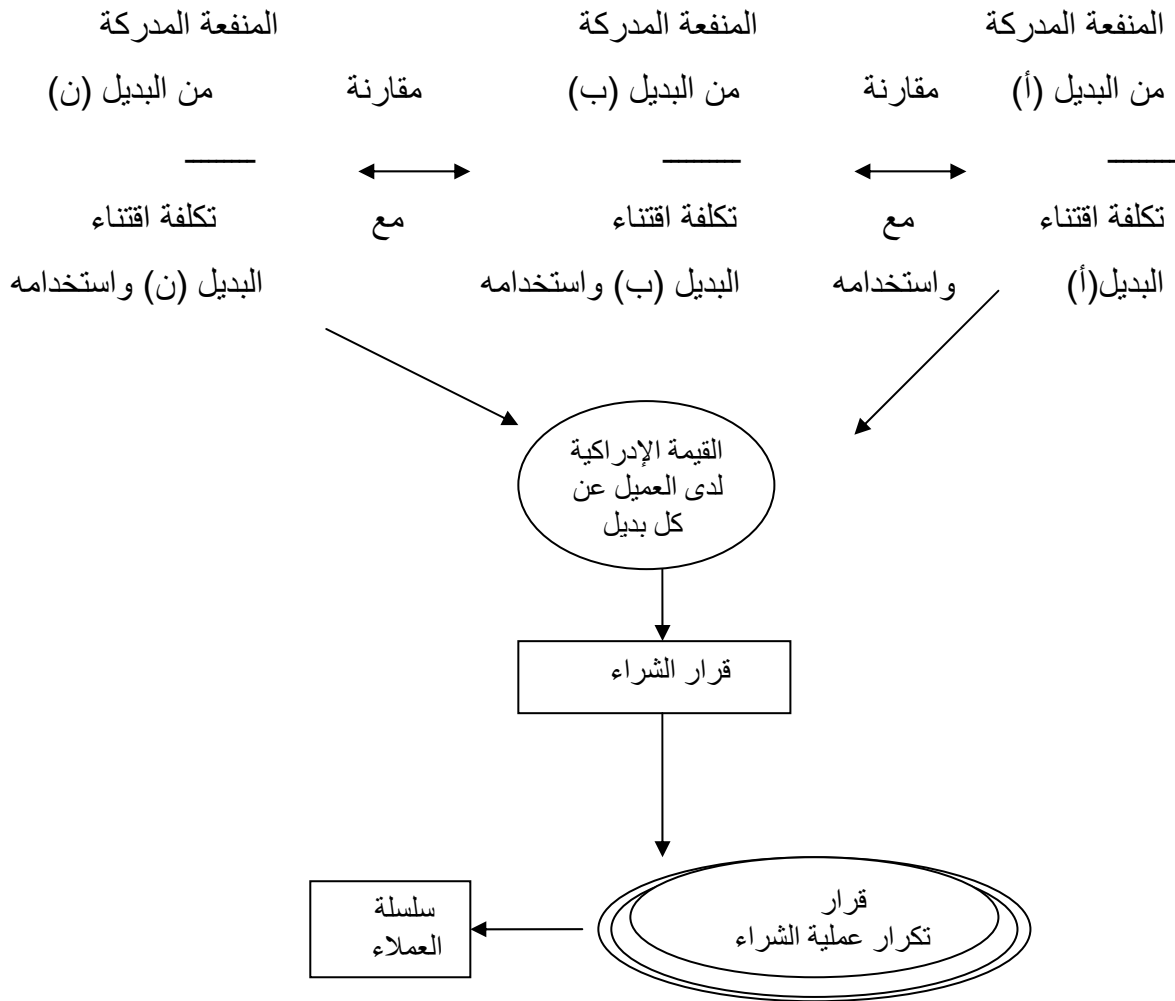 المنفعة المدركة المنفعة المدركة المنفعة المدركة
من البديل (أ) مقارنة من البديل (ب) مقارنة من البديل (ن)
تكلفة اقتناء مع تكلفة اقتناء مع تكلفة اقتناء
البديل(أ) واستخدامه البديل (ب) واستخدامه البديل (ن) واستخدامه
القيمة الإدراكية
لدى العميل عن
كل بديل
قرار الشراء
قرار
تكرار عملية الشراء
سلسلة
العملاء